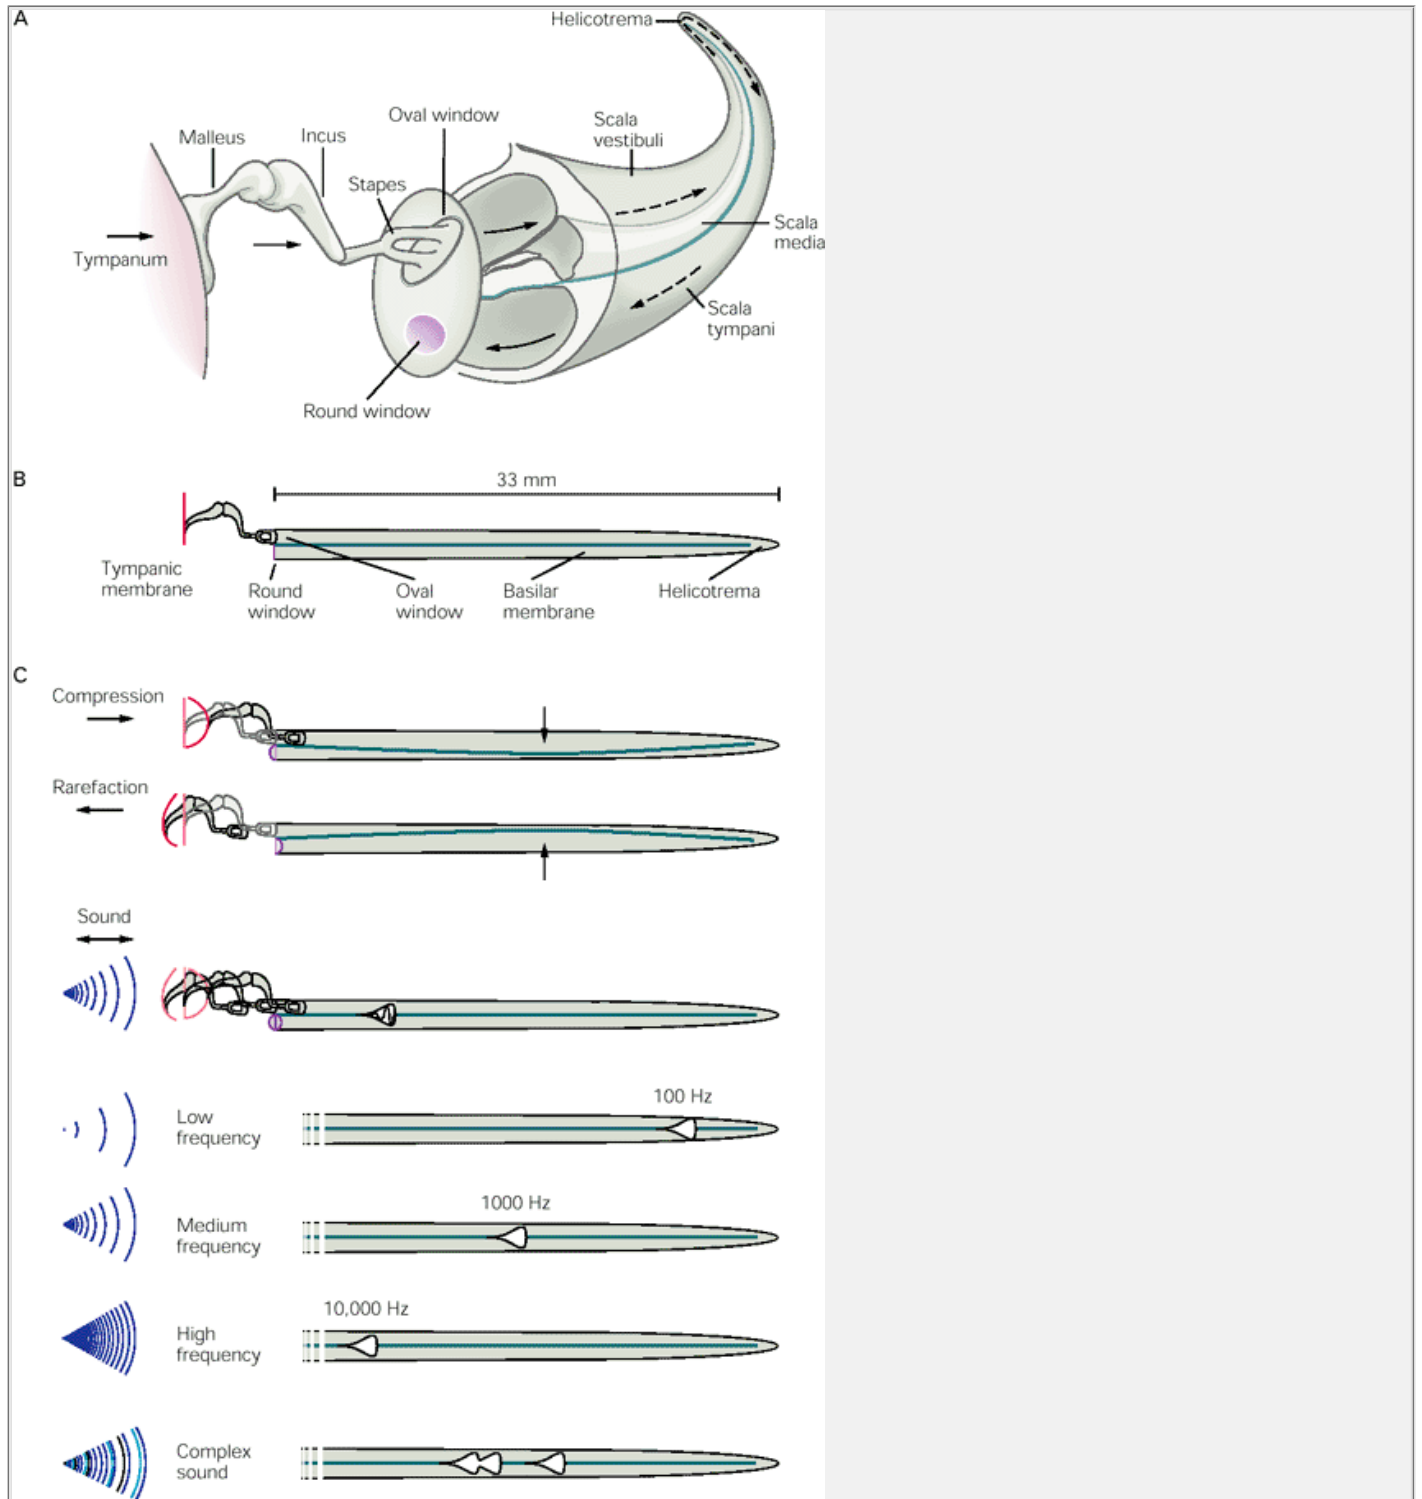 A
Helicotrema
Oval window
Scala
vestibuli
Malleus
Incus
Stapes
Scala
media
Tympanum
Scala
tympani
Round window
B
33 mm
Tympanic
membrane
Round
window
Oval
window
Basilar
membrane
Helicotrema
C
Compression
Rarefaction
Sound
100 Hz
Low
frequency
1000 Hz
Medium
frequency
10,000 Hz
High
frequency
Complex
sound